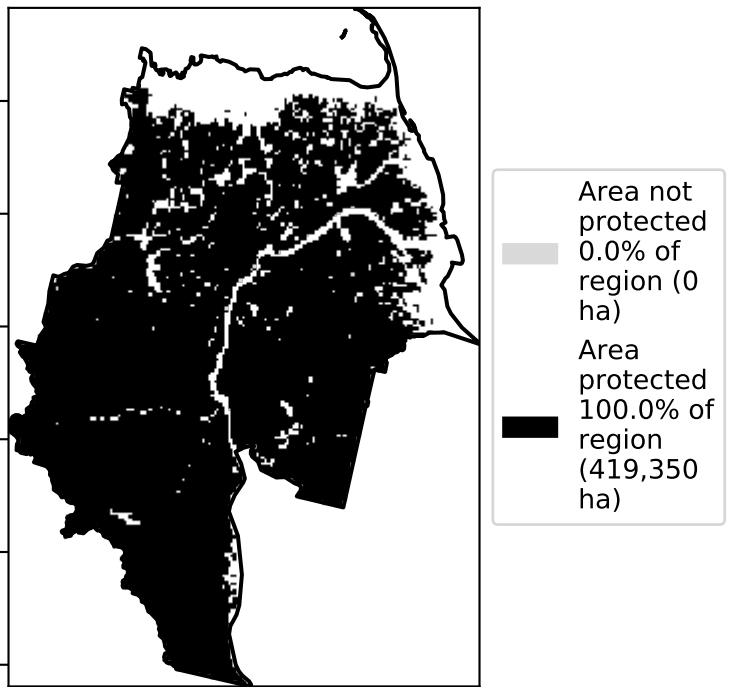 Area not
protected
0.0% of
region (0
ha)
Area
protected
100.0% of
region
(419,350
ha)